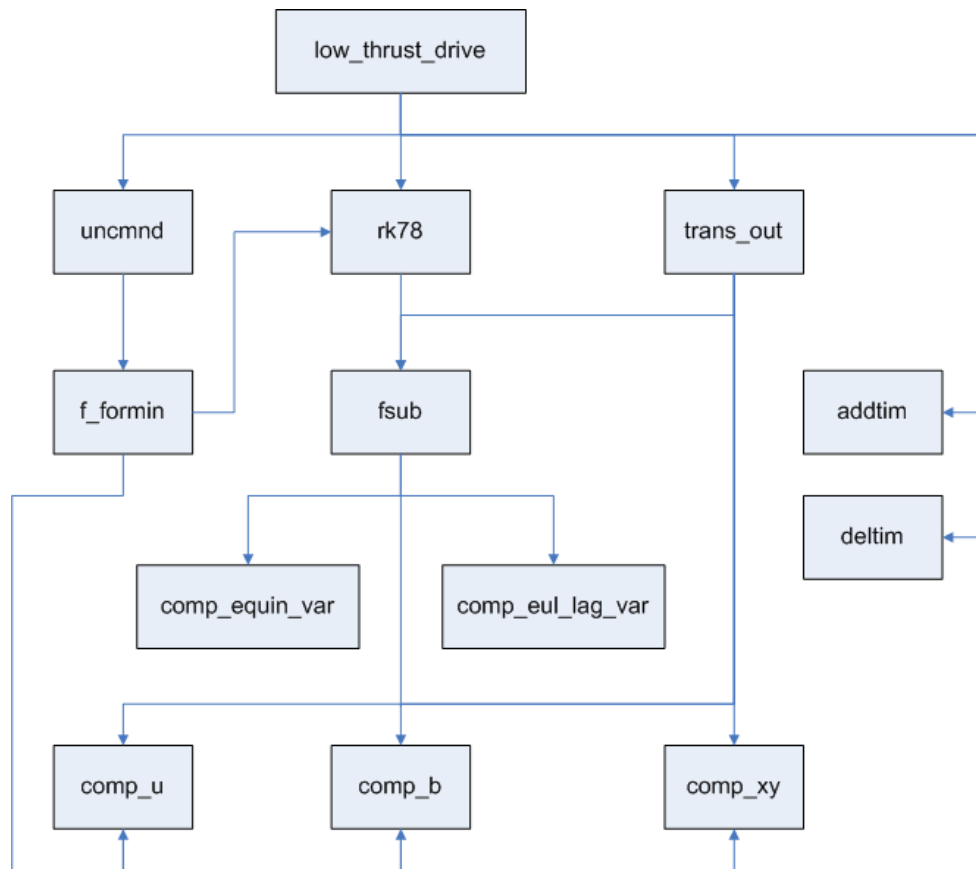 low_thrust_drive
uncmnd
rk78
trans_out
f_formin
fsub
addtim
deltim
comp_equin_var
comp_eul_lag_var
comp_u
comp_b
comp_xy